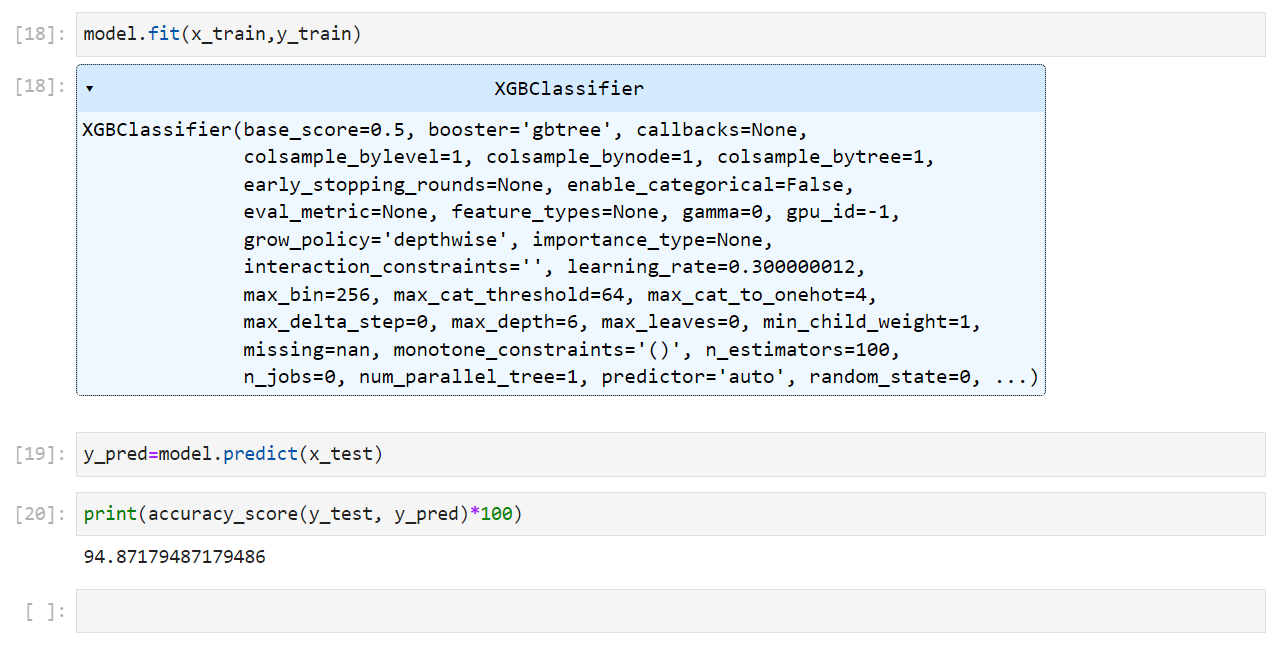 [18]: model.fit(x_train,y_train)
[18]: ▾ XGBClassifier
XGBClassifier(base_score=0.5, booster='gbtree', callbacks=None,
colsample_bylevel=1, colsample_bynode=1, colsample_bytree=1,
early_stopping_rounds=None, enable_categorical=False,
eval_metric=None, feature_types=None, gamma=0, gpu_id=-1,
grow_policy='depthwise', importance_type=None,
interaction_constraints='', learning_rate=0.300000012,
max_bin=256, max_cat_threshold=64, max_cat_to_onehot=4,
max_delta_step=0, max_depth=6, max_leaves=0, min_child_weight=1,
missing=nan, monotone_constraints='()', n_estimators=100,
n_jobs=0, num_parallel_tree=1, predictor='auto', random_state=0, ...)
[19]: y_pred=model.predict(x_test)
[20]: print(accuracy_score(y_test, y_pred)*100)
94.87179487179486
[ ]: